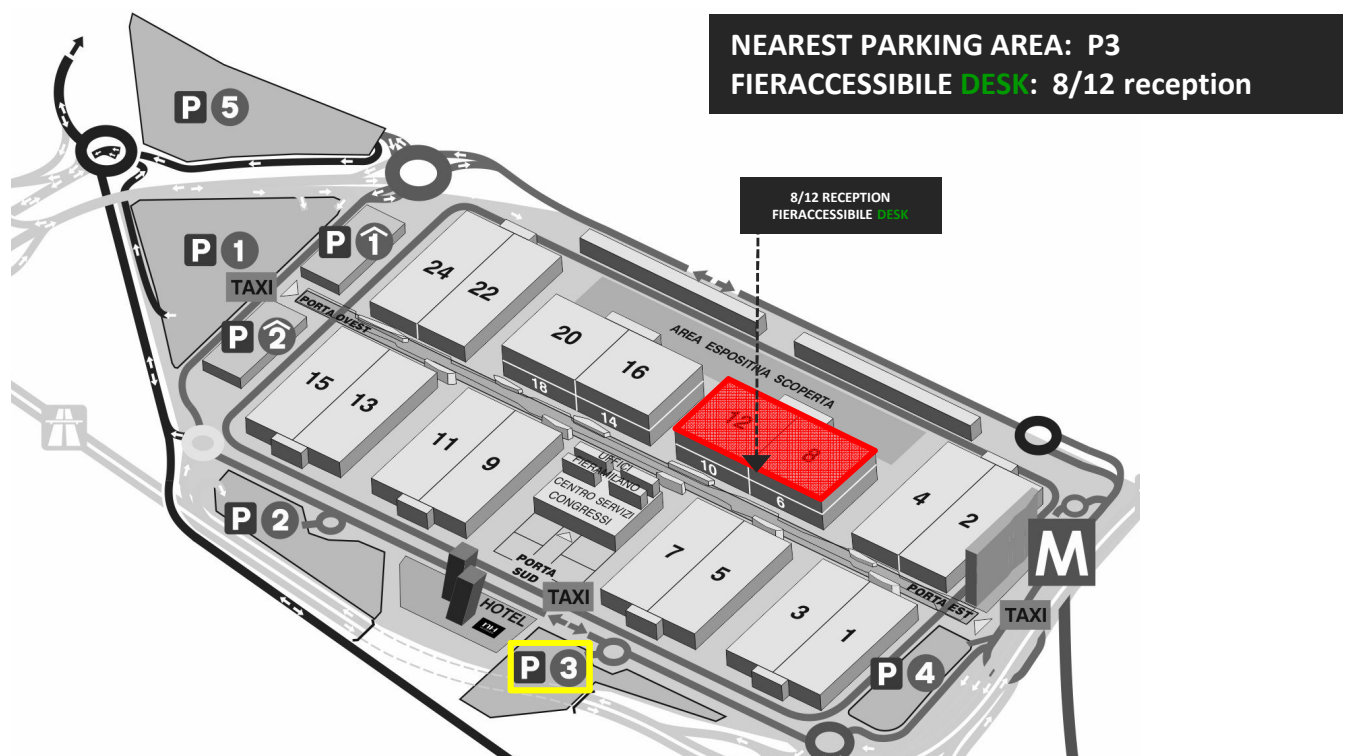 NEAREST PARKING AREA: P3
FIERACCESSIBILE DESK: 8/12 reception
P 5
8/12 RECEPTION
FIERACCESSIBILE DESK
P 1
P 1
TAXI
PORTA OVEST
P 2
24
22
20
16
18
14
AREA ESPOSITIVA SCOPERTA
12
8
10
6
4
2
15
13
11
9
UFFICI
FIERAMILANO
CENTRO SERVIZI
CONGRESSI
PORTA
SUD
7
5
3
1
PORTA EST
M
TAXI
P 2
HOTEL
nh
TAXI
P 3
P 4